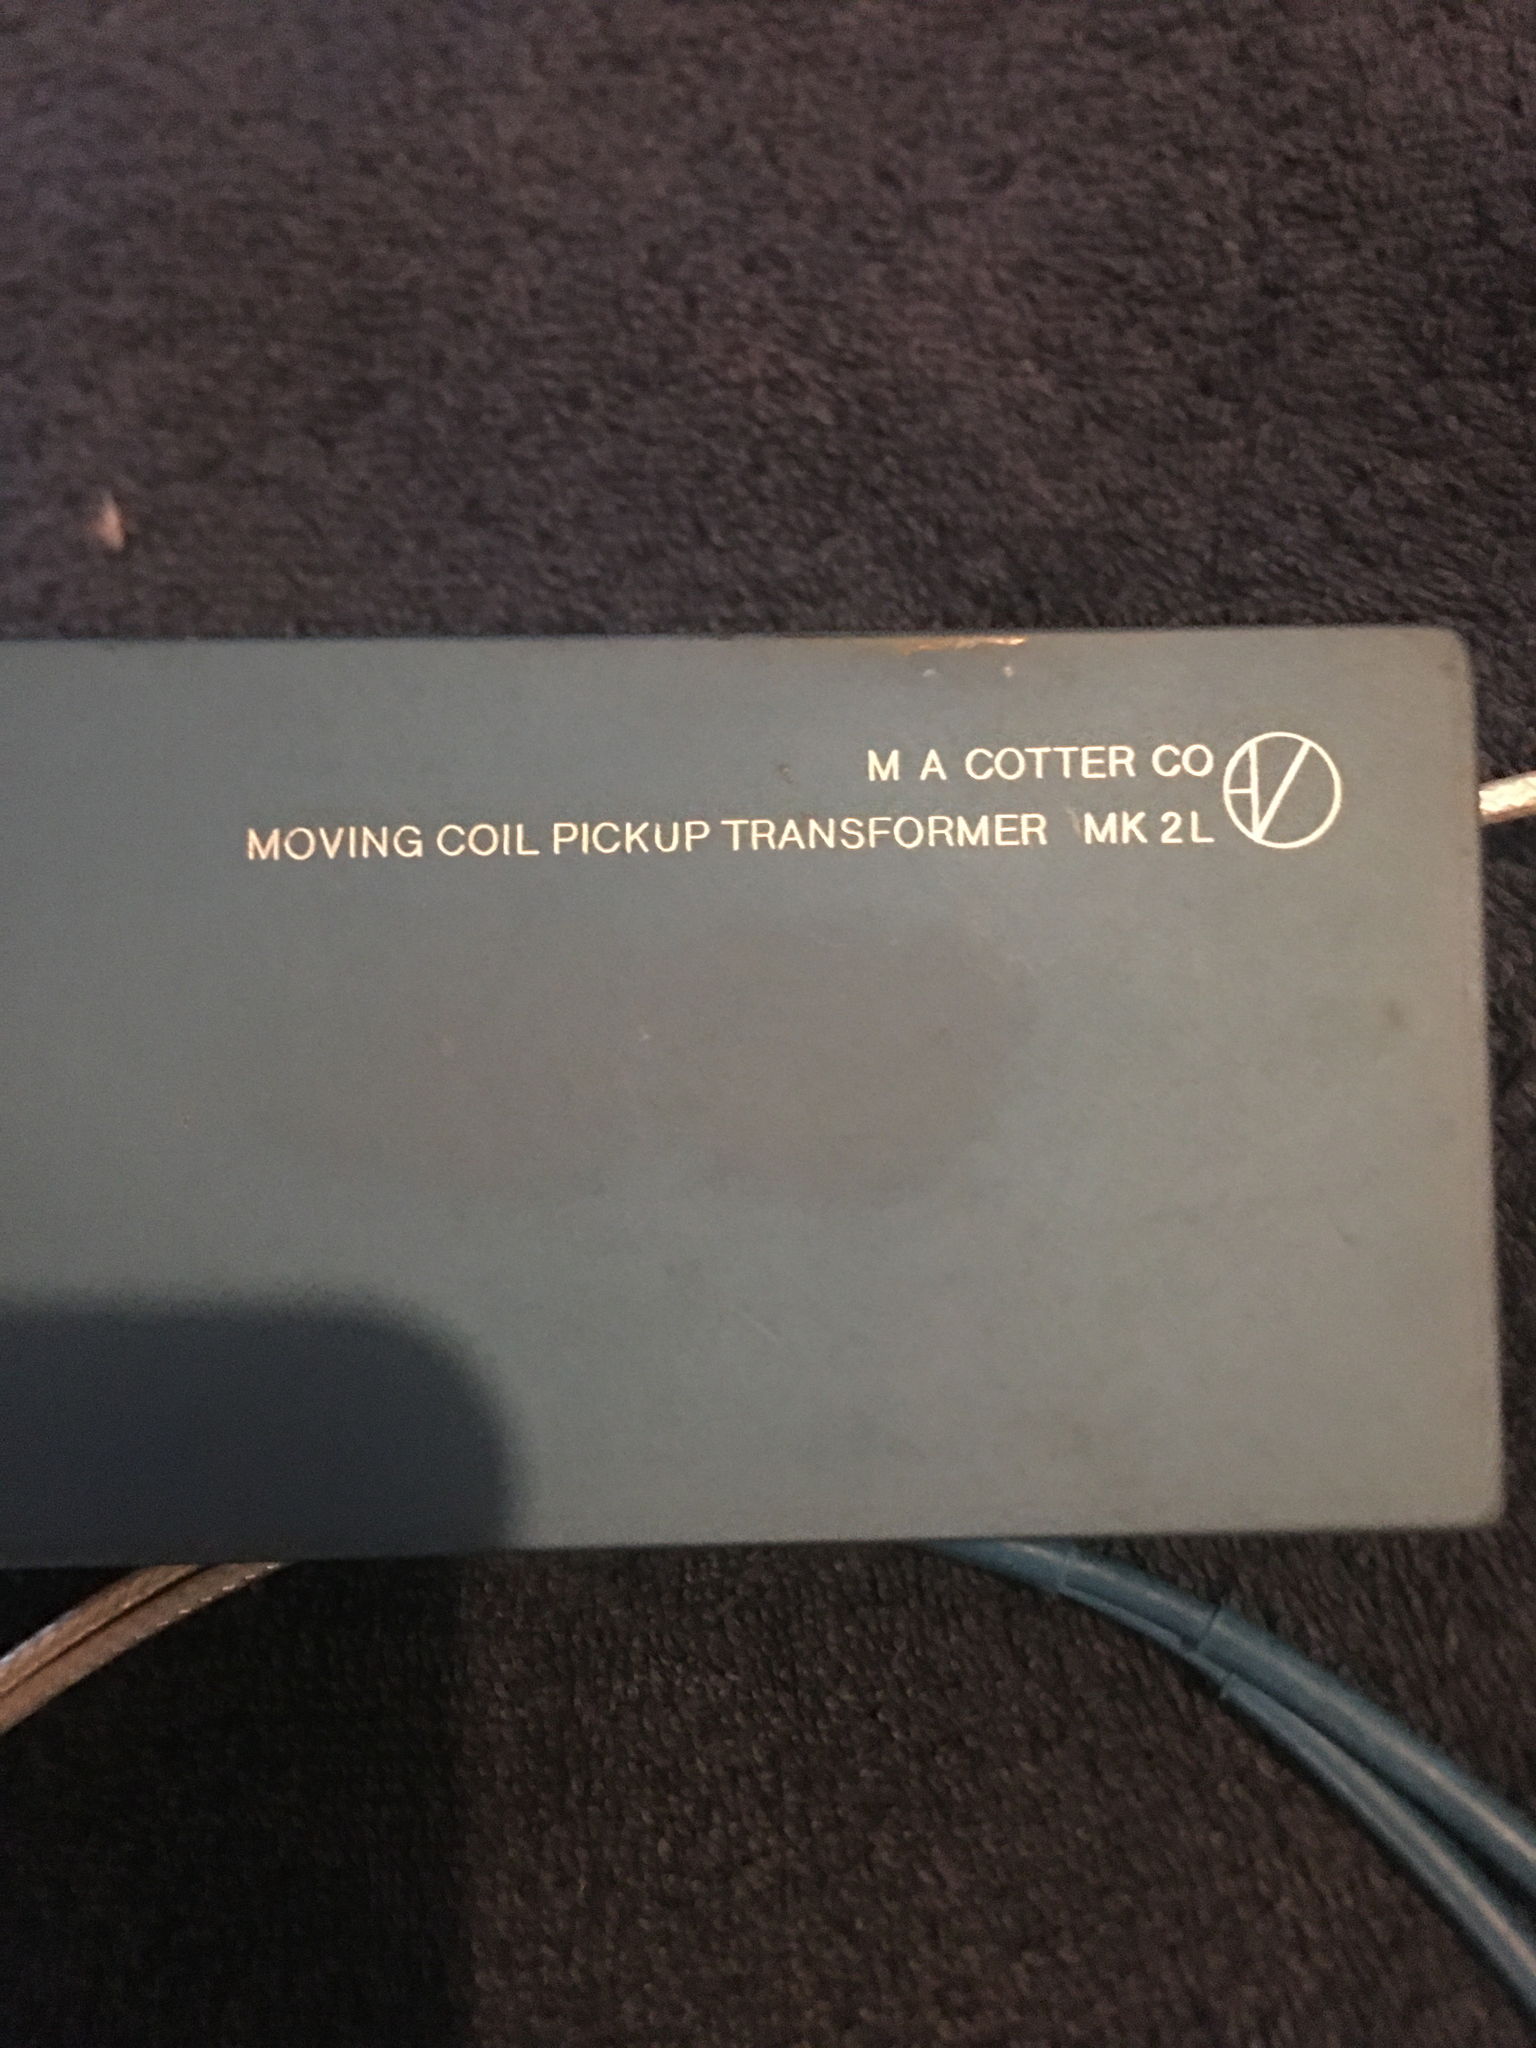 M A COTTER CO
MOVING COIL PICKUP TRANSFORMER MK 2L